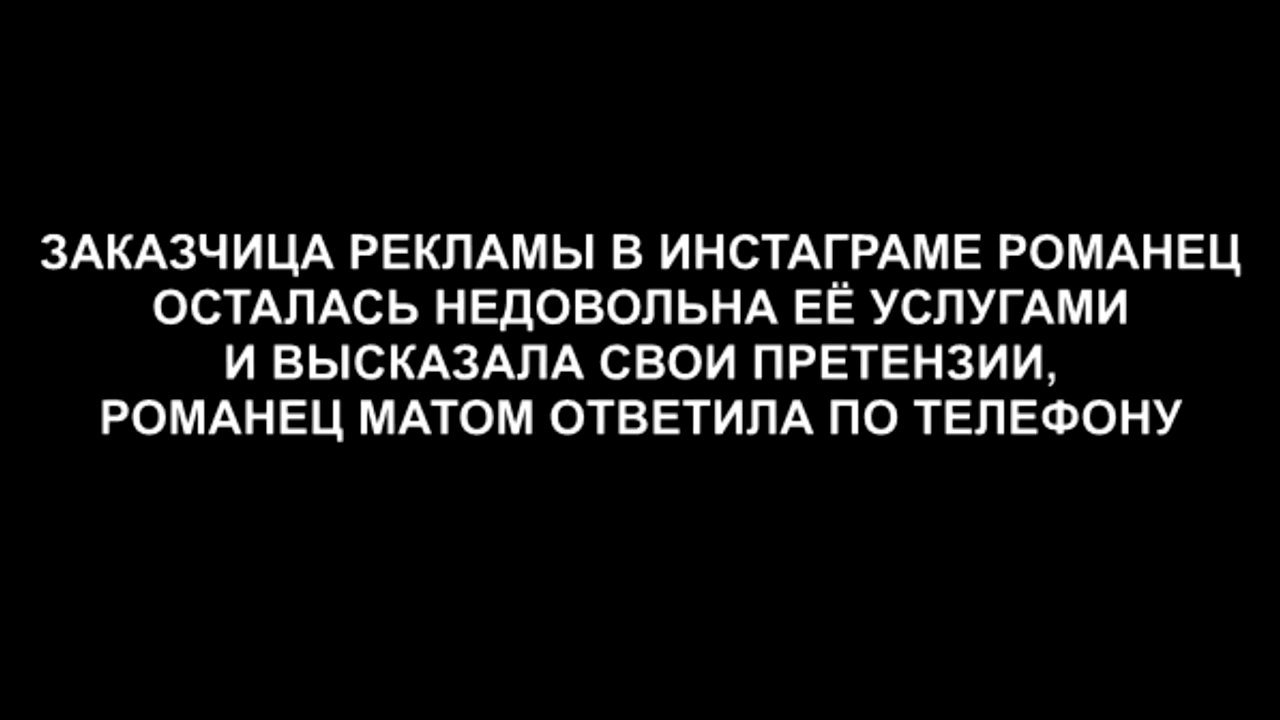 ЗАКАЗЧИЦА РЕКЛАМЫ В ИНСТАГРАМЕ РОМАНЕЦ
ОСТАЛАСЬ НЕДОВОЛЬНА ЕЁ УСЛУГАМИ
И ВЫСКАЗАЛА СВОИ ПРЕТЕНЗИИ,
РОМАНЕЦ МАТОМ ОТВЕТИЛА ПО ТЕЛЕФОНУ